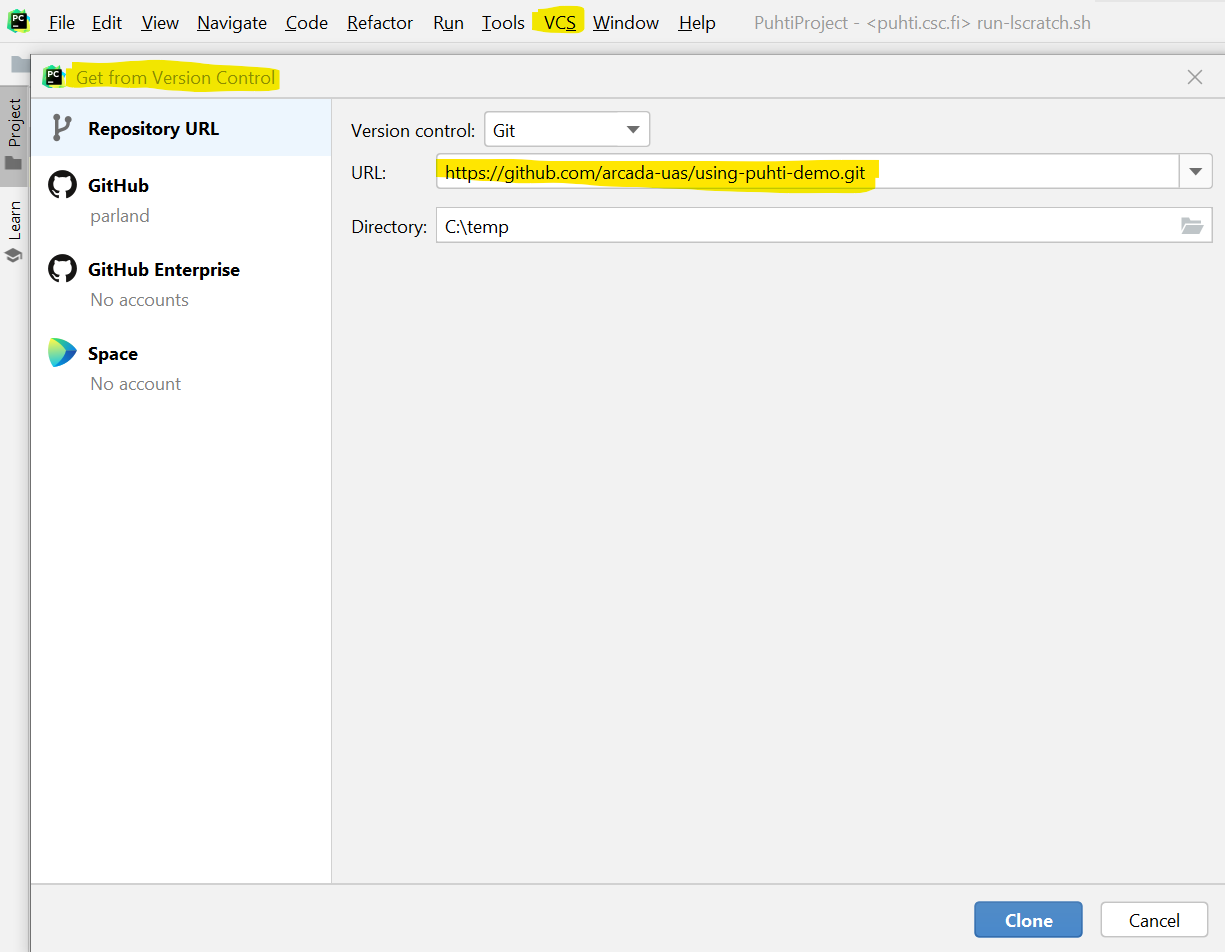 PC File Edit View Navigate Code Refactor Run Tools VCS Window Help PuhtiProject - <puhti.csc.fi> run-lscratch.sh
PC Get from Version Control
Project
Learn
Repository URL
GitHub
parland
GitHub Enterprise
No accounts
Space
No account
Version control: Git
URL: https://github.com/arcada-uas/using-puhti-demo.git
Directory: C:\temp
Clone Cancel